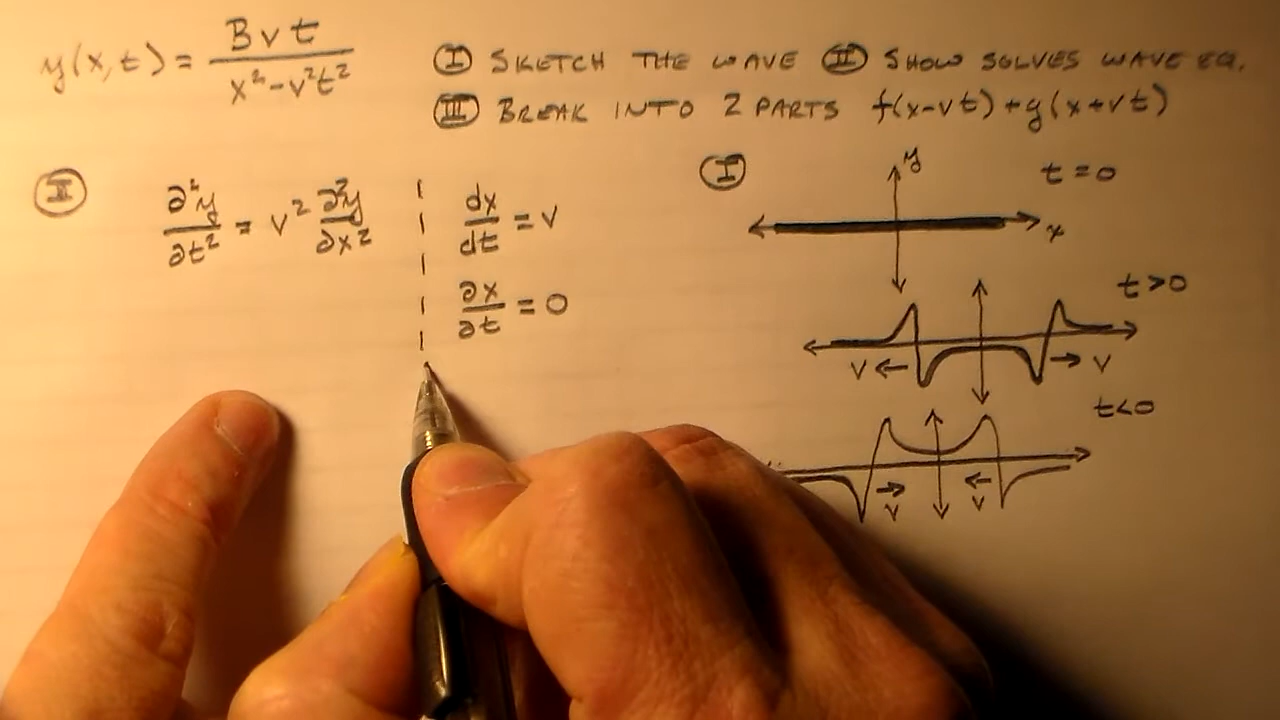 y(x,t) = Bvt / x²-v²t²
Ⓘ SKETCH THE WAVE Ⓘⓘ SHOW SOLVES WAVE EQ.
Ⓘⓘⓘ BREAK INTO 2 PARTS f(x-vt)+g(x+vt)
II
∂²y/∂t² = v² ∂²y/∂x²
dx/dt = v
∂x/∂t = 0
I
y
t=0
x
t>0
v ← → v
t<0
→ v ← v